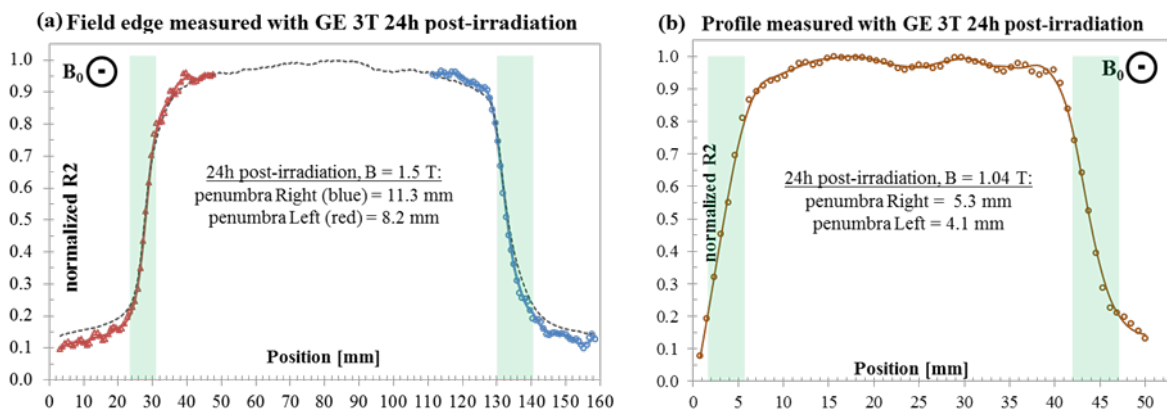 (a) Field edge measured with GE 3T 24h post-irradiation
B0
1.0
0.9
0.8
0.7
0.6
0.5
0.4
0.3
0.2
0.1
0.0
normalized R2
24h post-irradiation, B = 1.5 T:
penumbra Right (blue) = 11.3 mm
penumbra Left (red) = 8.2 mm
Position [mm]
0 10 20 30 40 50 60 70 80 90 100 110 120 130 140 150 160
(b) Profile measured with GE 3T 24h post-irradiation
B0
1.0
0.9
0.8
0.7
0.6
0.5
0.4
0.3
0.2
0.1
0.0
normalized R2
24h post-irradiation, B = 1.04 T:
penumbra Right = 5.3 mm
penumbra Left = 4.1 mm
Position [mm]
0 5 10 15 20 25 30 35 40 45 50